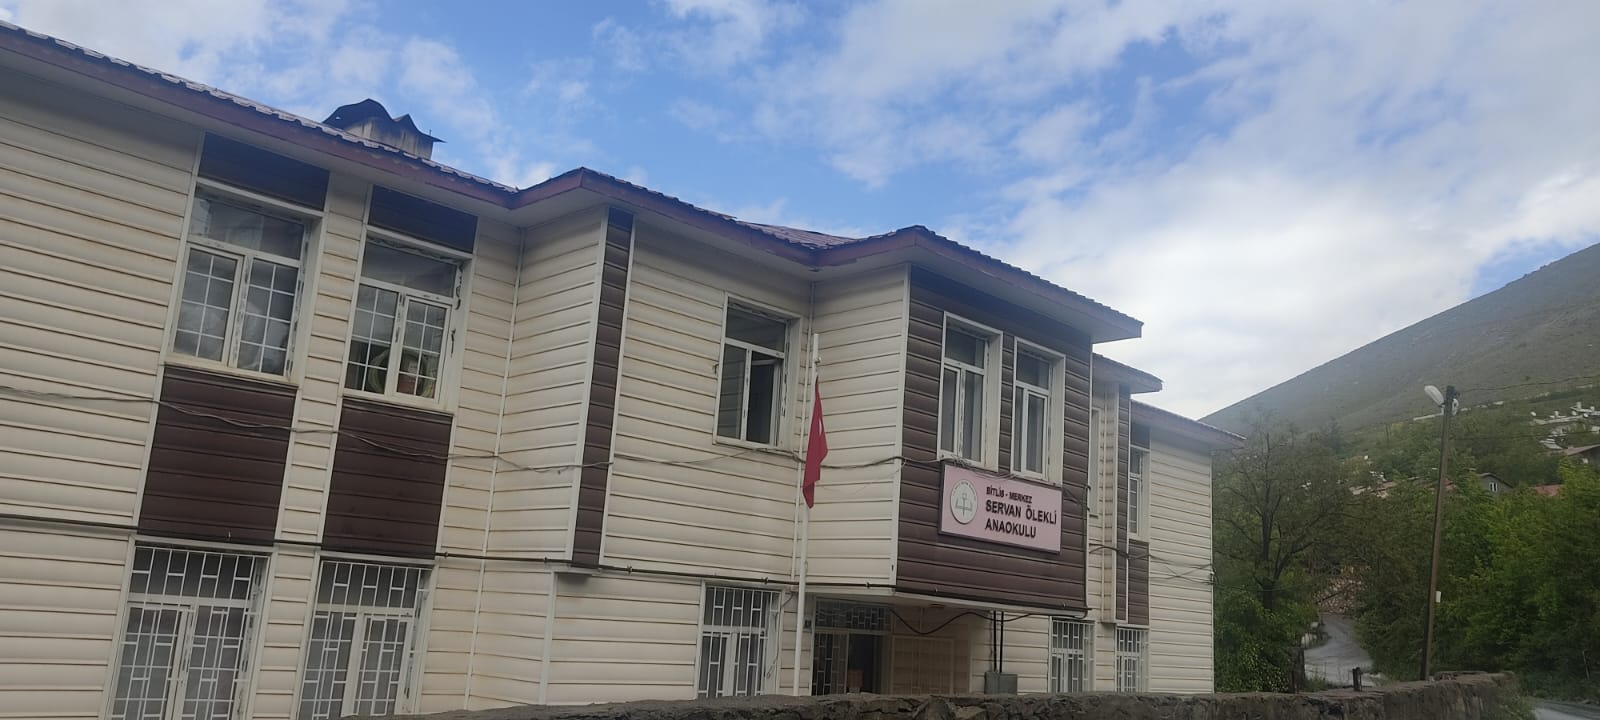 BİTLİS - MERKEZ
SERVAN ÖLEKLİ
ANAOKULU